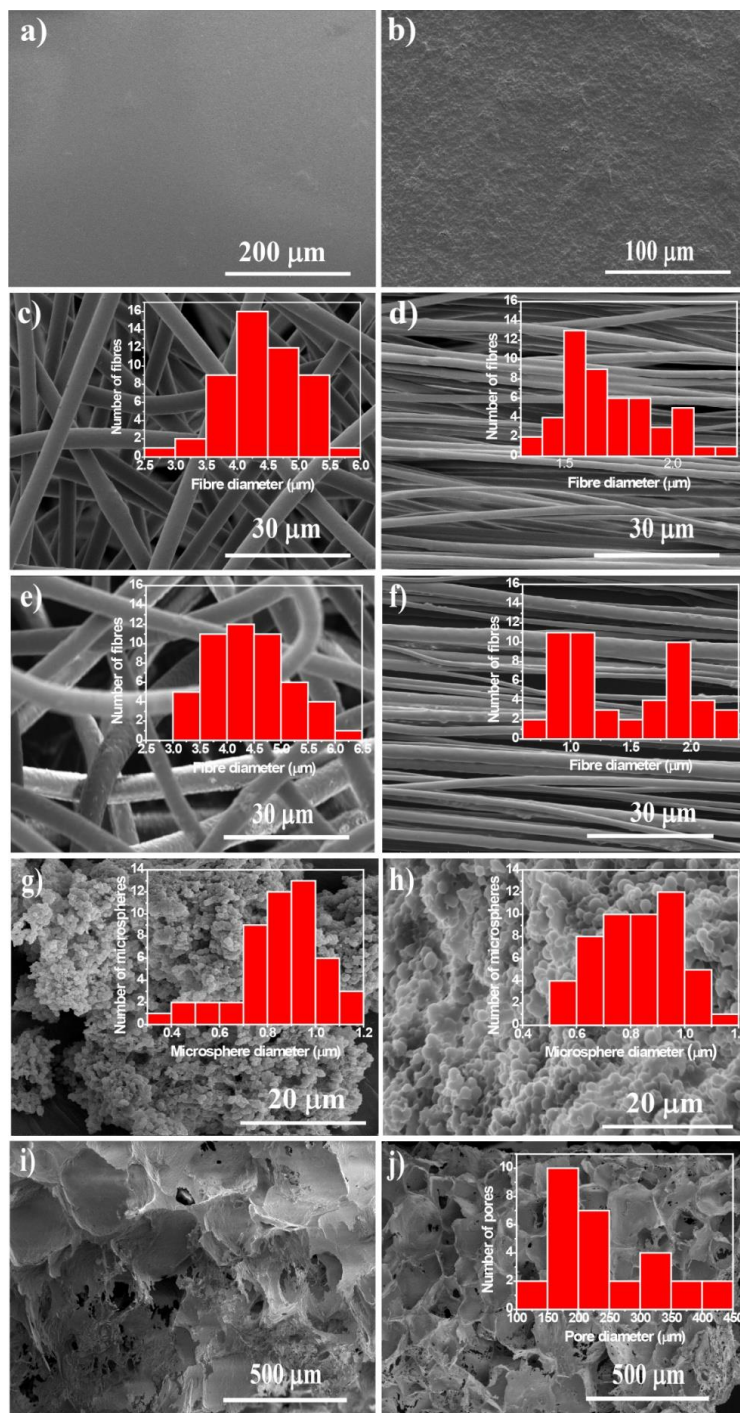 a)
200 µm
b)
100 µm
c)
Number of fibres
16
14
12
10
8
6
4
2
0
2.5 3.0 3.5 4.0 4.5 5.0 5.5 6.0
Fibre diameter (µm)
30 µm
d)
Number of fibres
16
14
12
10
8
6
4
2
0
1.5 2.0
Fibre diameter (µm)
30 µm
e)
Number of fibres
16
14
12
10
8
6
4
2
0
2.5 3.0 3.5 4.0 4.5 5.0 5.5 6.0 6.5
Fibre diameter (µm)
30 µm
f)
Number of fibres
16
14
12
10
8
6
4
2
0
1.0 1.5 2.0
Fibre diameter (µm)
30 µm
g)
Number of microspheres
14
12
10
8
6
4
2
0
0.4 0.6 0.8 1.0 1.2
Microsphere diameter (µm)
20 µm
h)
Number of microspheres
14
12
10
8
6
4
2
0
0.4 0.6 0.8 1.0
Microsphere diameter (µm)
20 µm
i)
500 µm
j)
Number of pores
10
8
6
4
2
0
100 150 200 250 300 350 400 450
Pore diameter (µm)
500 µm